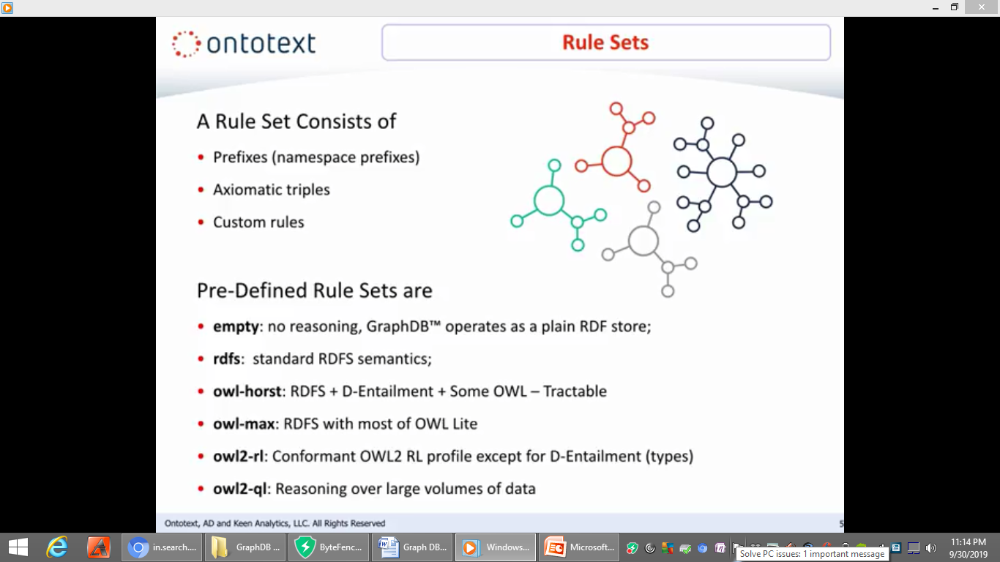 ontotext
Rule Sets
A Rule Set Consists of
• Prefixes (namespace prefixes)
• Axiomatic triples
• Custom rules
Pre-Defined Rule Sets are
• empty: no reasoning, GraphDB™ operates as a plain RDF store;
• rdfs: standard RDFS semantics;
• owl-horst: RDFS + D-Entailment + Some OWL – Tractable
• owl-max: RDFS with most of OWL Lite
• owl2-rl: Conformant OWL2 RL profile except for D-Entailment (types)
• owl2-ql: Reasoning over large volumes of data
Ontotext, AD and Keen Analytics, LLC. All Rights Reserved
5
in.search....
GraphDB ...
ByteFenc...
Graph DB...
Windows...
Microsoft...
Solve PC issues: 1 important message
11:14 PM
9/30/2019